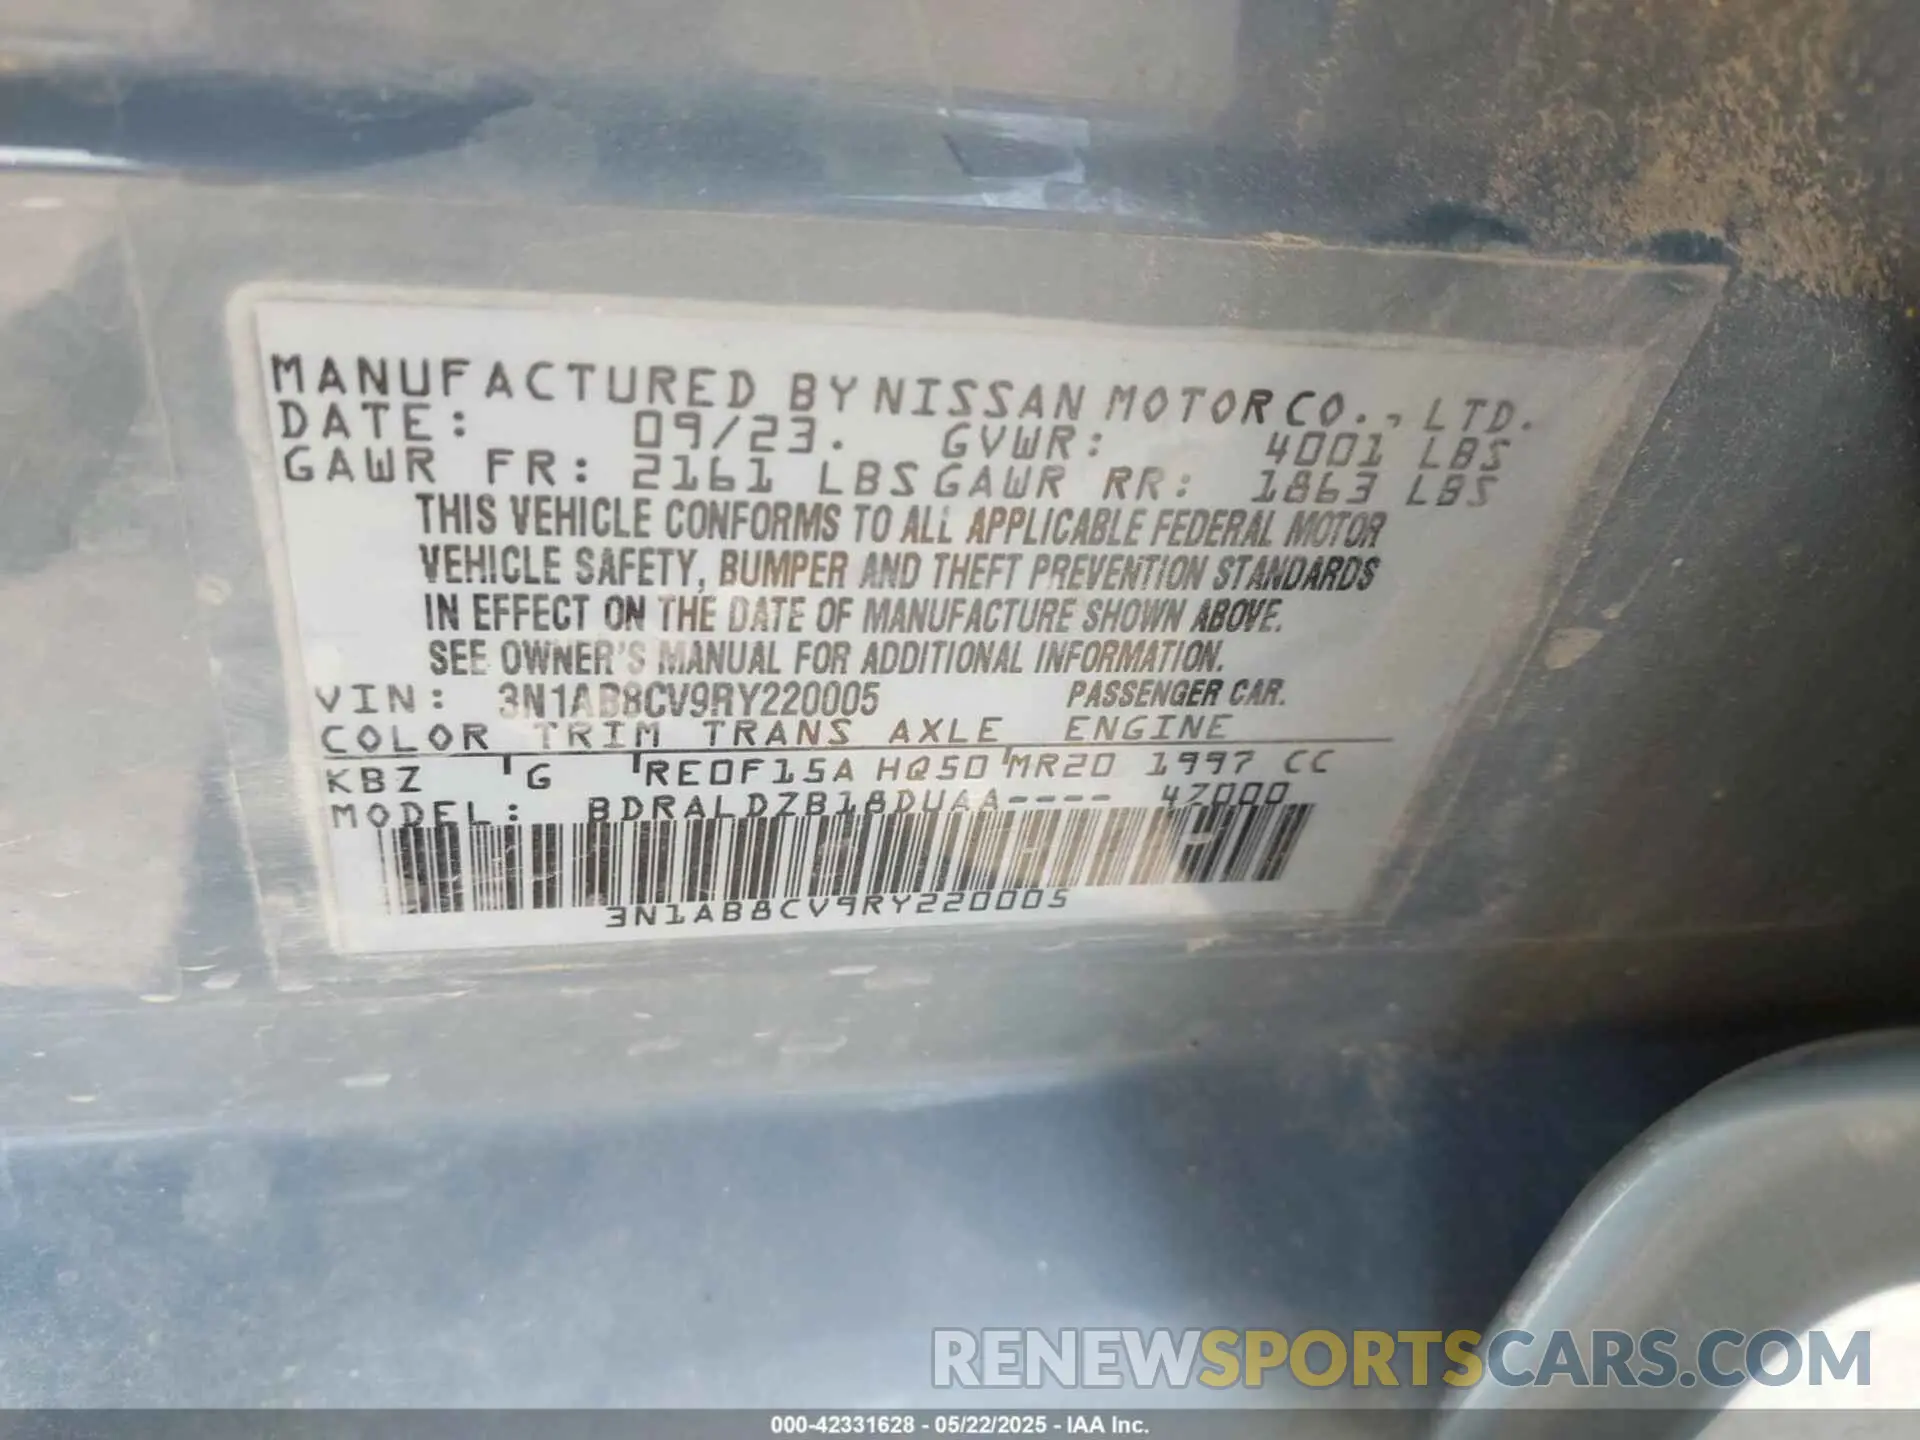 MANUFACTURED BY NISSAN MOTOR CO., LTD.
DATE: 09/23. GVWR: 4001 LBS
GAWR FR: 2161 LBS GAWR RR: 1863 LBS
THIS VEHICLE CONFORMS TO ALL APPLICABLE FEDERAL MOTOR
VEHICLE SAFETY, BUMPER AND THEFT PREVENTION STANDARDS
IN EFFECT ON THE DATE OF MANUFACTURE SHOWN ABOVE.
SEE OWNER'S MANUAL FOR ADDITIONAL INFORMATION.
VIN: 3N1AB8CV9RY220005 PASSENGER CAR.
COLOR TRIM TRANS AXLE ENGINE
KBZ G RE0F15A HQ50 MR20 1997 CC
MODEL: BDRALDZB18DUAA---- 4Z000
3N1AB8CV9RY220005
RENEWSPORTSCARS.COM
000-42331628 - 05/22/2025 - IAA Inc.